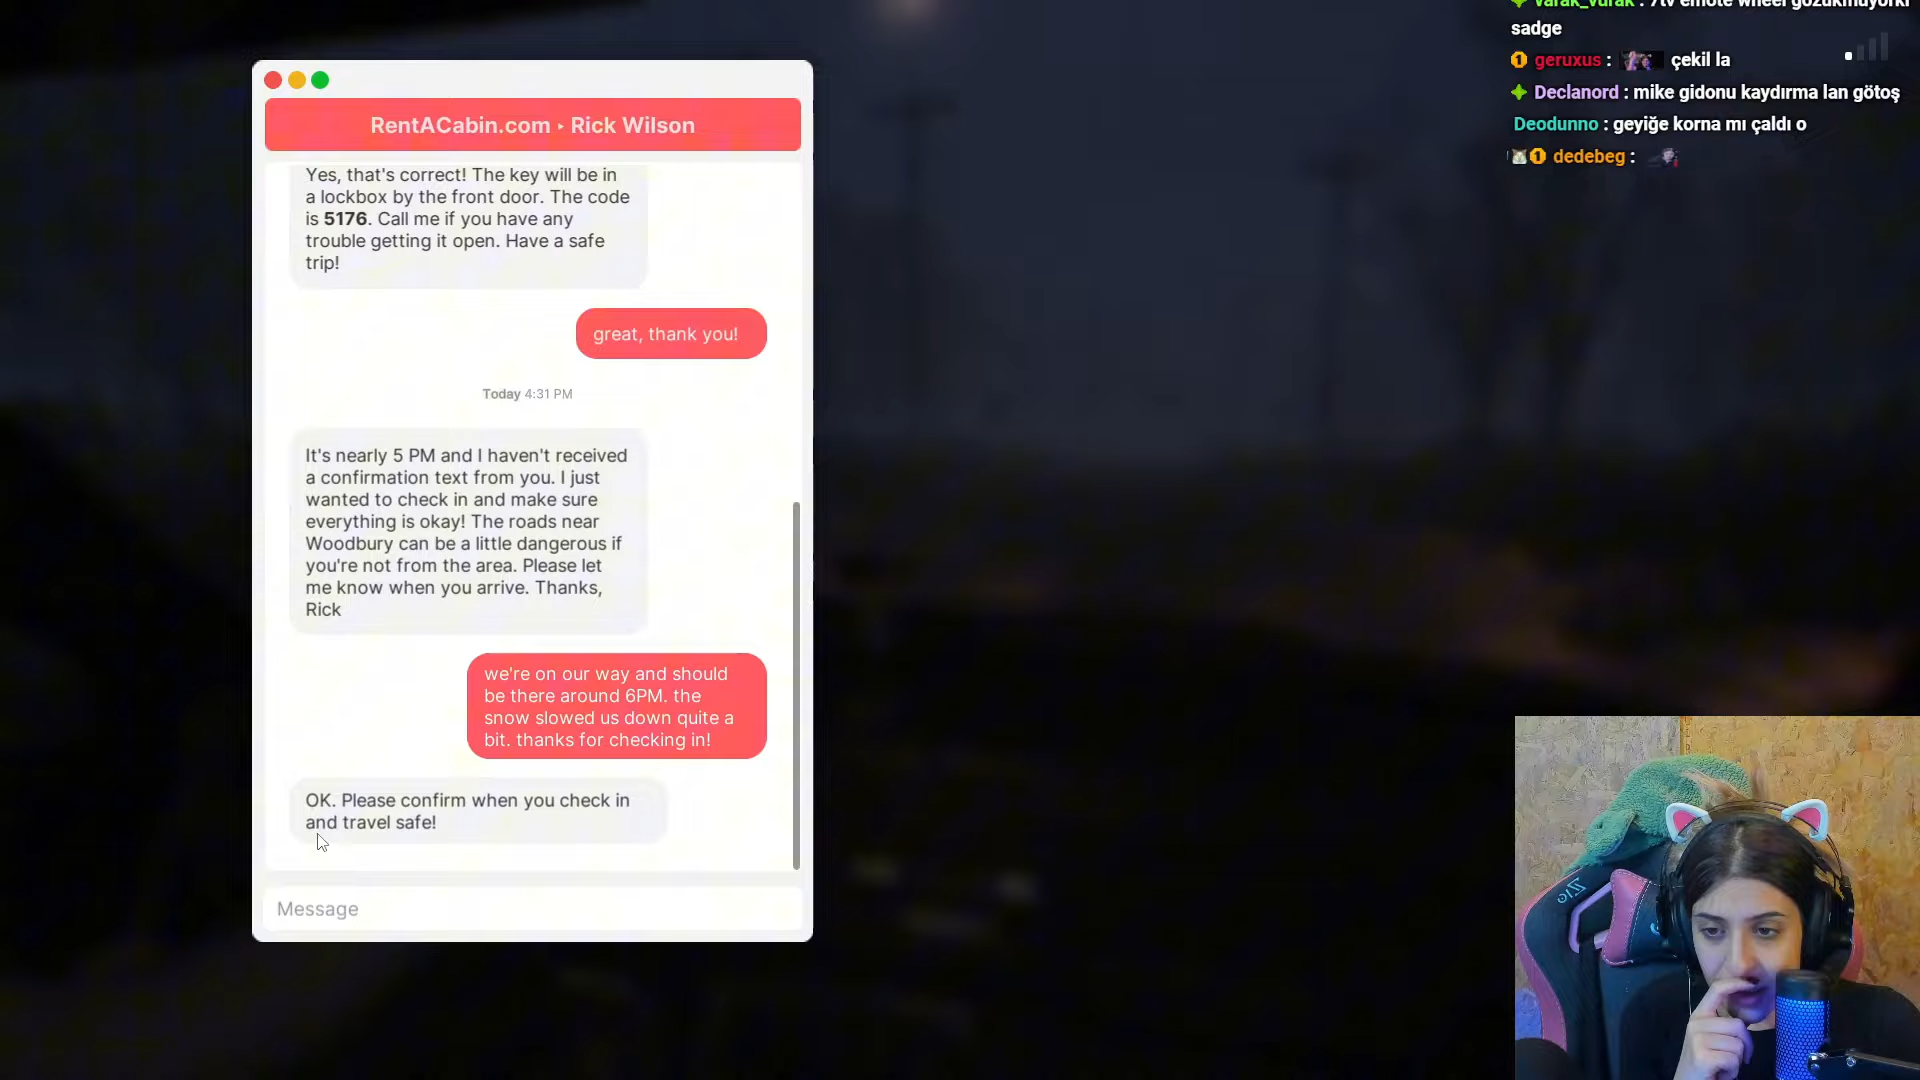 RentACabin.com • Rick Wilson
Yes, that's correct! The key will be in
a lockbox by the front door. The code
is 5176. Call me if you have any
trouble getting it open. Have a safe
trip!
great, thank you!
Today 4:31 PM
It's nearly 5 PM and I haven't received
a confirmation text from you. I just
wanted to check in and make sure
everything is okay! The roads near
Woodbury can be a little dangerous if
you're not from the area. Please let
me know when you arrive. Thanks,
Rick
we're on our way and should
be there around 6PM. the
snow slowed us down quite a
bit. thanks for checking in!
OK. Please confirm when you check in
and travel safe!
Message
varak_vurak : 7tv emote wheel gözükmüyorki
sadge
geruxus : çekil la
Declanord : mike gidonu kaydırma lan götoş
Deodunno : geyiğe korna mı çaldı o
dedebeg :